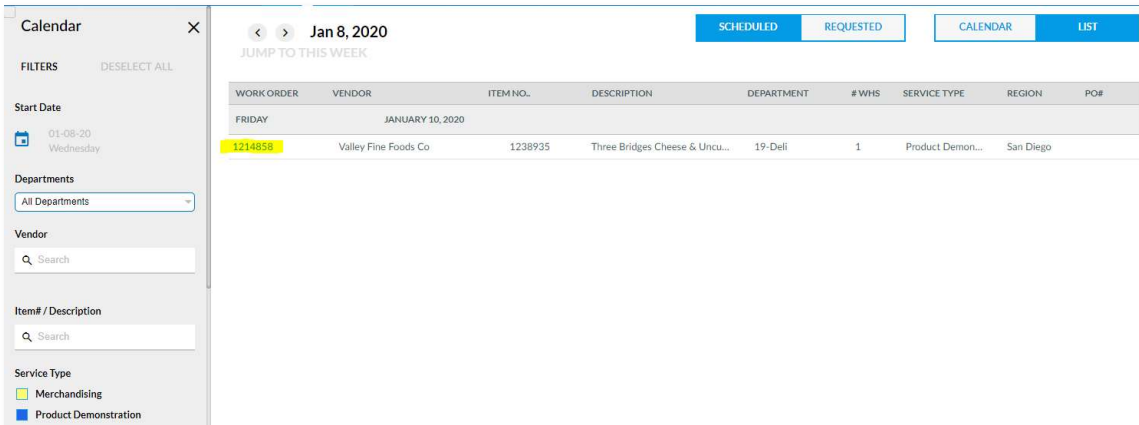 Calendar
FILTERS DESELECT ALL
Start Date
01-08-20
Wednesday
Departments
All Departments
Vendor
Search
Item# / Description
Search
Service Type
Merchandising
Product Demonstration
Jan 8, 2020
JUMP TO THIS WEEK
SCHEDULED REQUESTED CALENDAR LIST
WORK ORDER VENDOR ITEM NO.. DESCRIPTION DEPARTMENT # WHS SERVICE TYPE REGION PO#
FRIDAY JANUARY 10, 2020
1214858 Valley Fine Foods Co 1238935 Three Bridges Cheese & Uncu... 19-Deli 1 Product Demon... San Diego